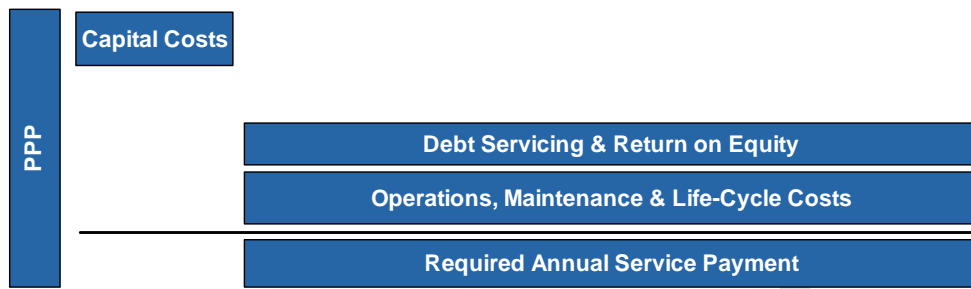 PPP
Capital Costs
Debt Servicing & Return on Equity
Operations, Maintenance & Life-Cycle Costs
Required Annual Service Payment